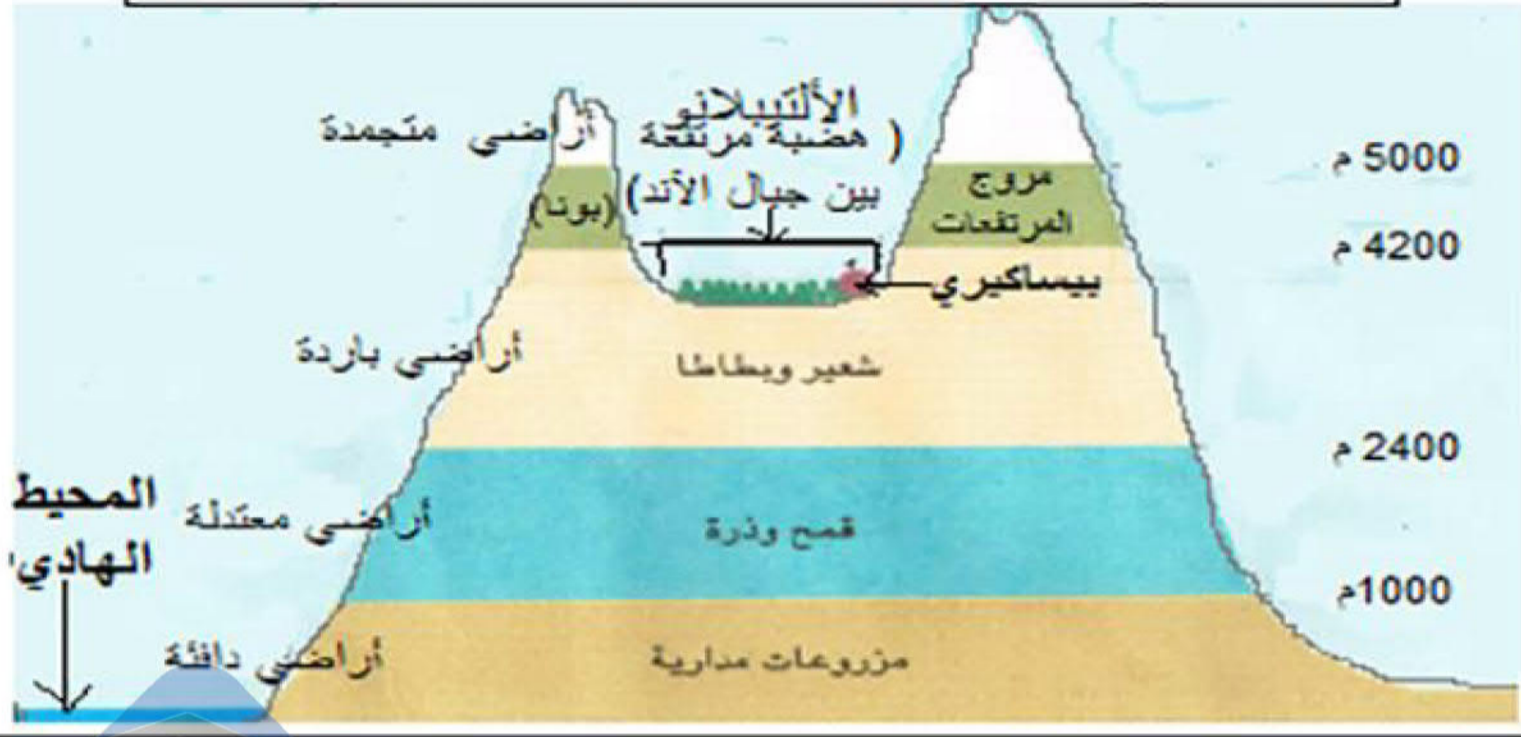 الألتيبلانو
( هضبة مرتفعة
بين جبال الأند)
أراضي متجمدة
5000 م
مروج
المرتفعات
(بونا)
4200 م
بيساكيري
أراضي باردة
شعير وبطاطا
2400 م
المحيط
الهادي
أراضي معتدلة
قمح وذرة
1000م
أراضي دافئة
مزروعات مدارية